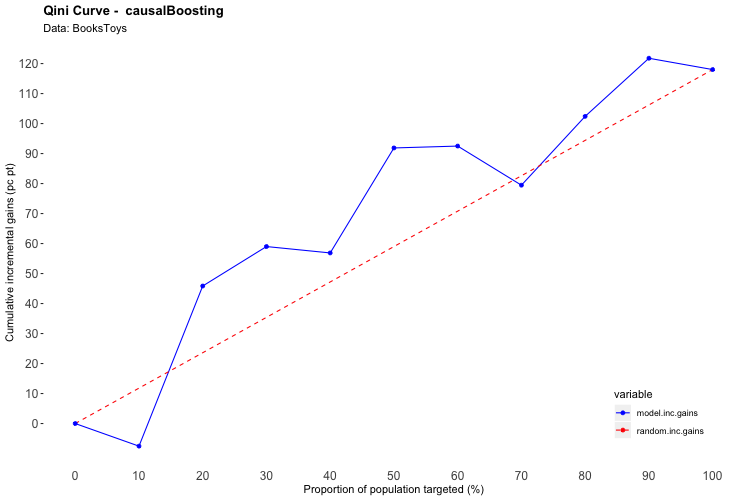 Qini Curve -  causalBoosting
Data: BooksToys
Cumulative incremental gains (pc pt)
120
110
100
90
80
70
60
50
40
30
20
10
0
variable
model.inc.gains
random.inc.gains
0 10 20 30 40 50 60 70 80 90 100
Proportion of population targeted (%)